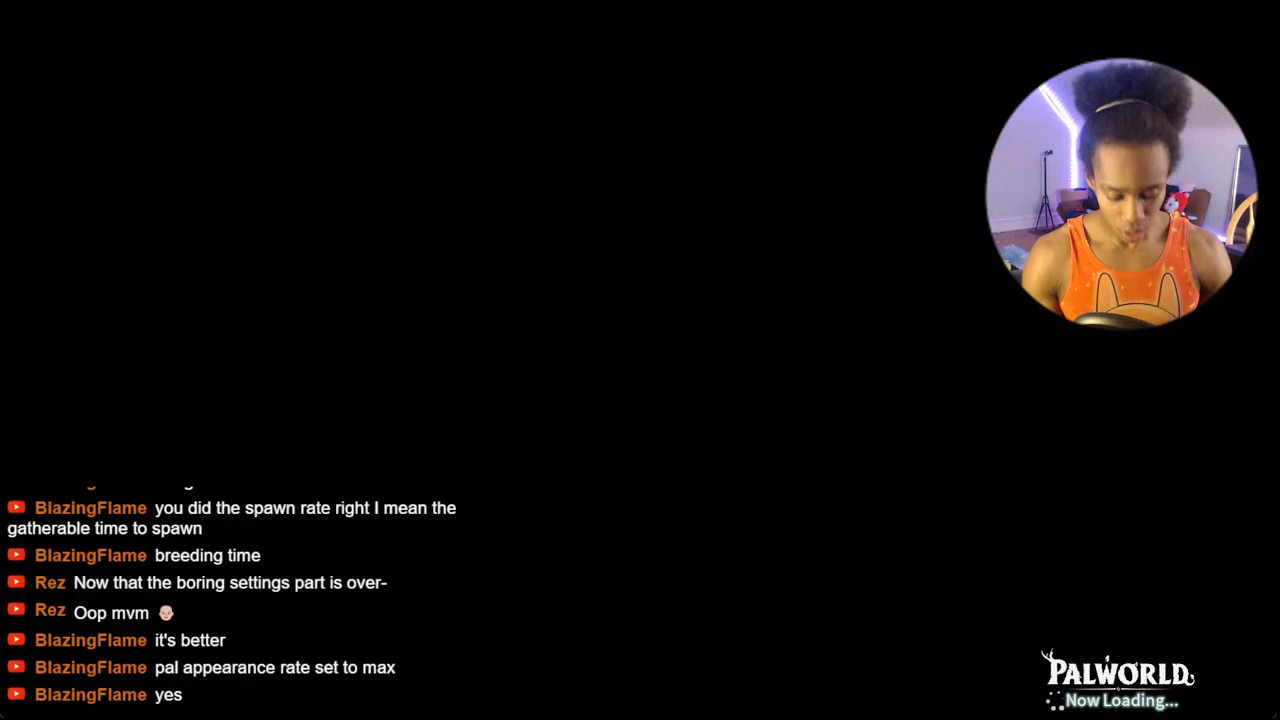 BlazingFlame you did the spawn rate right I mean the
gatherable time to spawn
BlazingFlame breeding time
Rez Now that the boring settings part is over-
Rez Oop mvm
BlazingFlame it's better
BlazingFlame pal appearance rate set to max
BlazingFlame yes
PALWORLD
Now Loading...